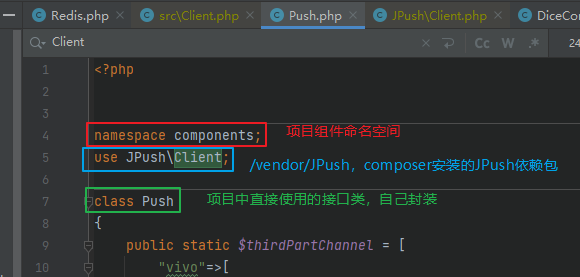 Redis.php src\Client.php Push.php JPush\Client.php DiceCon
Client Cc W .* 24
1 <?php
2
3
4 namespace components; 项目组件命名空间
5 use JPush\Client; /vendor/JPush，composer安装的JPush依赖包
6
7 class Push 项目中直接使用的接口类，自己封装
8 {
9 public static $thirdPartChannel = [
10 "vivo"=>[